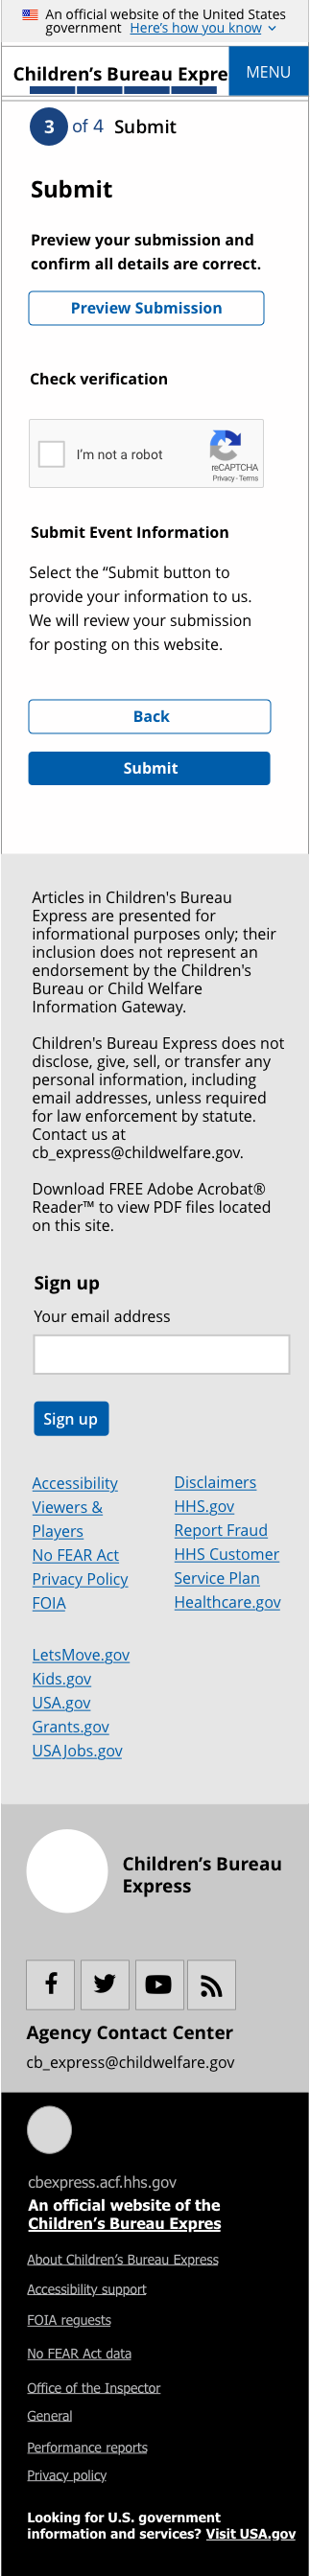 An official website of the United States
government Here's how you know
Children’s Bureau Expre
MENU
3 of 4 Submit
Submit
Preview your submission and
confirm all details are correct.
Preview Submission
Check verification
I'm not a robot
reCAPTCHA
Privacy - Terms
Submit Event Information
Select the “Submit button to
provide your information to us.
We will review your submission
for posting on this website.
Back
Submit
Articles in Children's Bureau
Express are presented for
informational purposes only; their
inclusion does not represent an
endorsement by the Children's
Bureau or Child Welfare
Information Gateway.
Children's Bureau Express does not
disclose, give, sell, or transfer any
personal information, including
email addresses, unless required
for law enforcement by statute.
Contact us at
cb_express@childwelfare.gov.
Download FREE Adobe Acrobat®
Reader™ to view PDF files located
on this site.
Sign up
Your email address
Sign up
Accessibility
Viewers &
Players
No FEAR Act
Privacy Policy
FOIA
Disclaimers
HHS.gov
Report Fraud
HHS Customer
Service Plan
Healthcare.gov
LetsMove.gov
Kids.gov
USA.gov
Grants.gov
USAJobs.gov
Children’s Bureau
Express
Agency Contact Center
cb_express@childwelfare.gov
cbexpress.acf.hhs.gov
An official website of the
Children’s Bureau Expres
About Children’s Bureau Express
Accessibility support
FOIA requests
No FEAR Act data
Office of the Inspector
General
Performance reports
Privacy policy
Looking for U.S. government
information and services? Visit USA.gov